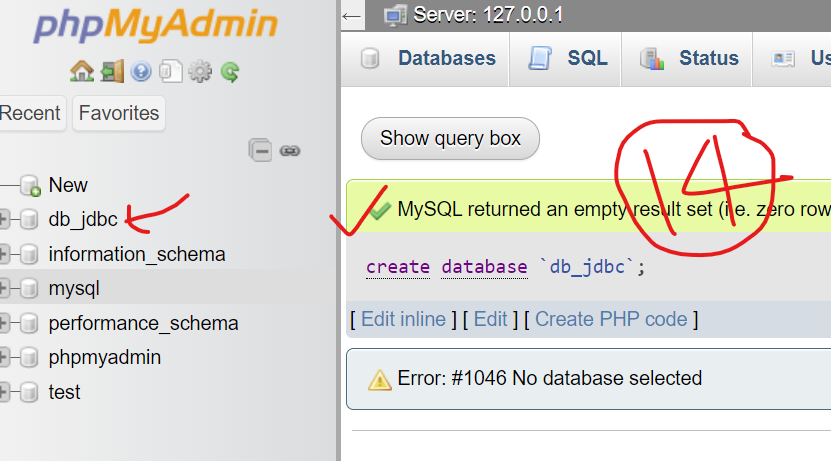 phpMyAdmin
Recent Favorites
New
db_jdbc
information_schema
mysql
performance_schema
phpmyadmin
test
Server: 127.0.0.1
Databases SQL Status Us
Show query box
14
MySQL returned an empty result set (i.e. zero row
create database `db_jdbc`;
[ Edit inline ] [ Edit ] [ Create PHP code ]
Error: #1046 No database selected